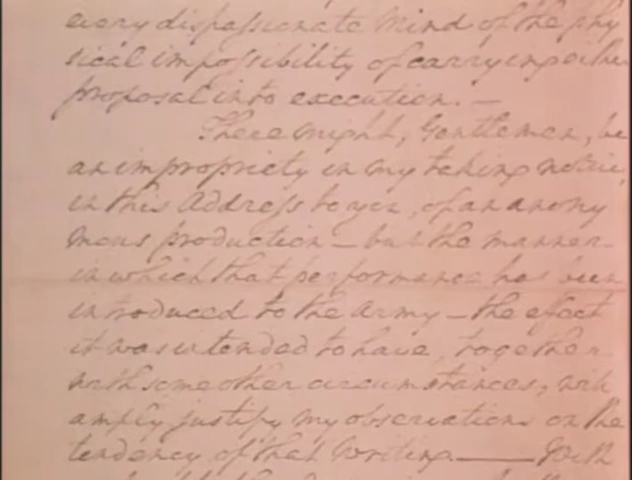 every dispassionate Mind of the phy
sical impossibility of carrying either
proposal into execution. —
There might, Gentlemen, be
an impropriety in my taking notice,
in this Address to you, of an anony
mous production — but the manner
in which that performance has been
introduced to the Army — the effect
it was intended to have, together
with some other circumstances, will
amply justify my observations on the
tendency of that Writing. —— With